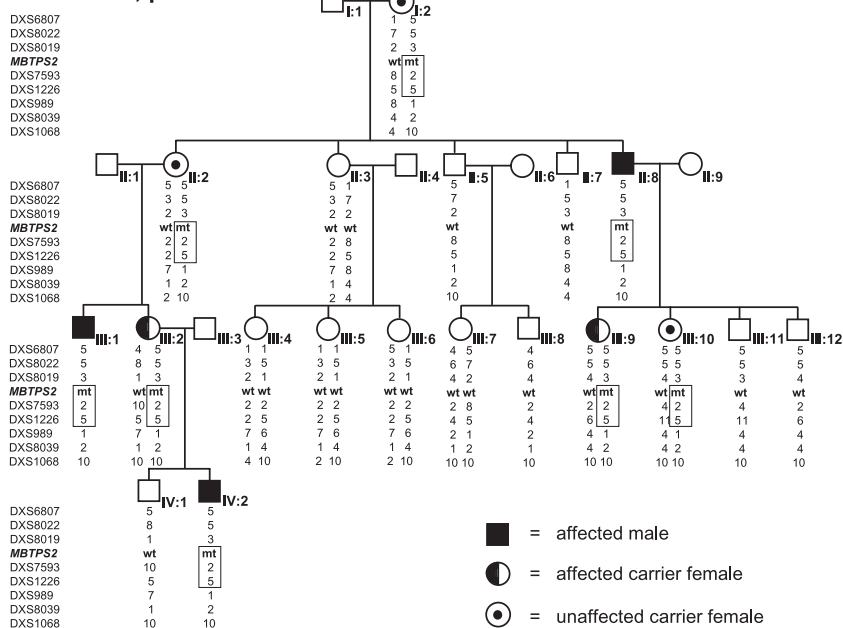 I:1 I:2
DXS6807 1 5
DXS8022 7 5
DXS8019 2 3
MBTPS2 wt mt
DXS7593 8 2
DXS1226 5 5
DXS989 8 1
DXS8039 4 2
DXS1068 4 10
II:1 II:2 II:3 II:4 II:5 II:6 II:7 II:8 II:9
DXS6807 5 5 5 1 5 1 5
DXS8022 3 5 3 7 7 5 5
DXS8019 2 3 2 2 2 3 3
MBTPS2 wt mt wt wt wt wt mt
DXS7593 2 2 2 8 8 8 2
DXS1226 2 5 2 5 5 5 5
DXS989 7 1 7 8 1 8 1
DXS8039 1 2 1 4 2 4 2
DXS1068 2 10 2 4 10 4 10
III:1 III:2 III:3 III:4 III:5 III:6 III:7 III:8 III:9 III:10 III:11 III:12
DXS6807 5 4 5 1 1 1 1 5 1 4 5 4 5 5 5 5 5 5
DXS8022 5 8 5 3 5 3 5 3 5 6 7 6 5 5 5 5 5 5
DXS8019 3 1 3 2 1 2 1 2 1 4 2 4 4 3 4 3 3 4
MBTPS2 mt wt mt wt wt wt wt wt wt wt wt wt wt mt wt mt wt wt
DXS7593 2 10 2 2 2 2 2 2 2 2 8 2 2 2 4 2 4 2
DXS1226 5 5 5 2 5 2 5 2 5 4 5 4 6 5 11 5 11 6
DXS989 1 7 1 7 6 7 6 7 6 2 1 2 4 1 4 1 4 4
DXS8039 2 1 2 1 4 1 4 1 4 1 2 1 4 2 4 2 4 4
DXS1068 10 10 10 4 10 2 10 2 10 10 10 10 10 10 10 10 10 10
IV:1 IV:2
DXS6807 5 5
DXS8022 8 5
DXS8019 1 3
MBTPS2 wt mt
DXS7593 10 2
DXS1226 5 5
DXS989 7 1
DXS8039 1 2
DXS1068 10 10
= affected male
= affected carrier female
= unaffected carrier female